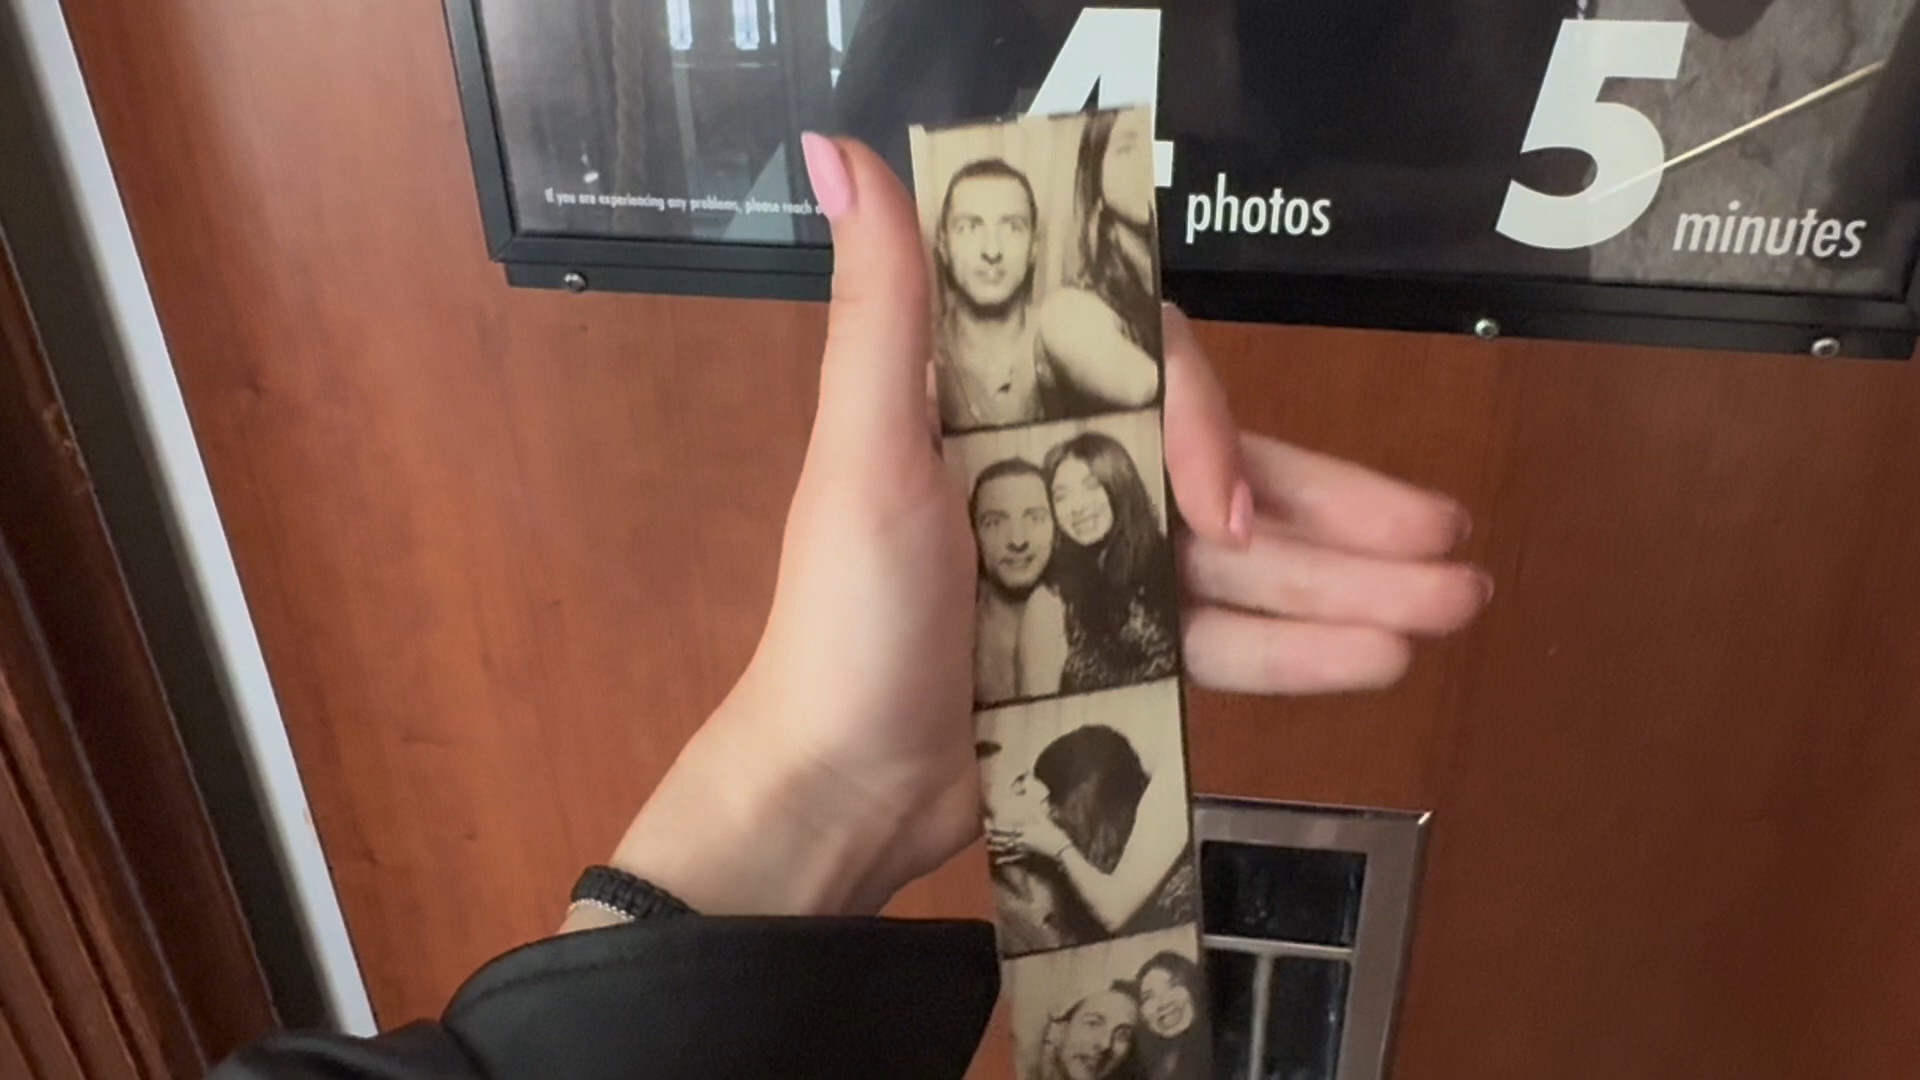 4 photos
5 minutes
If you are experiencing any problems, please reach